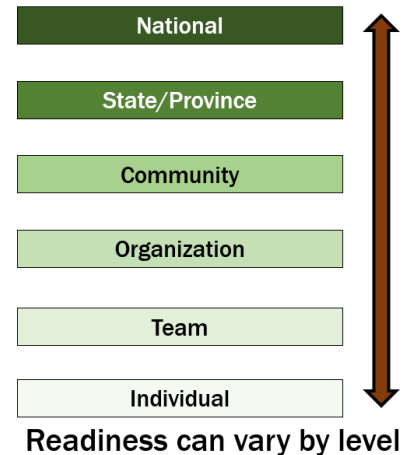 National
State/Province
Community
Organization
Team
Individual
Readiness can vary by level